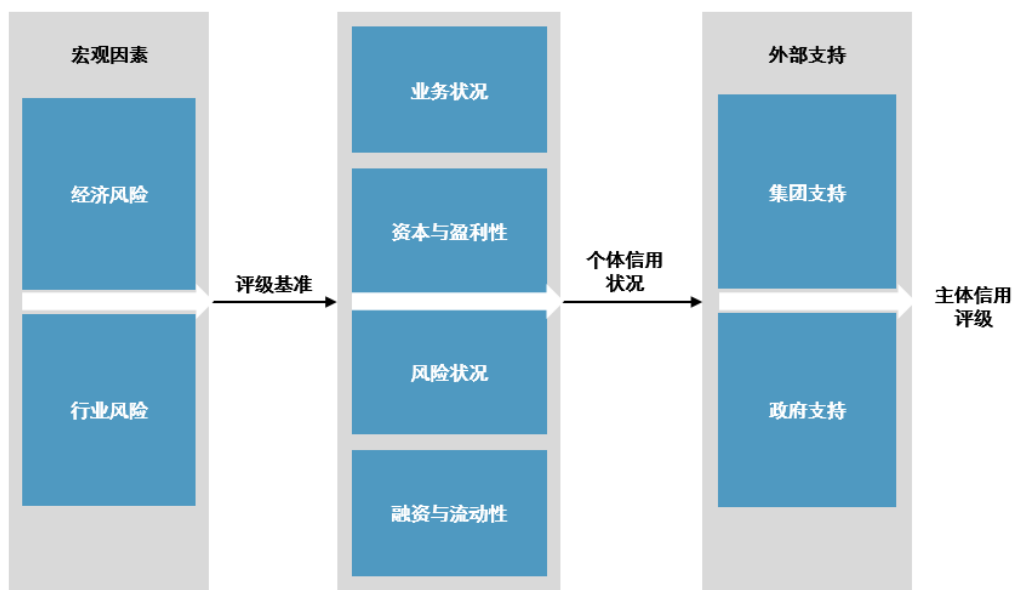 宏观因素
经济风险
行业风险
评级基准
业务状况
资本与盈利性
风险状况
融资与流动性
个体信用
状况
外部支持
集团支持
政府支持
主体信用
评级